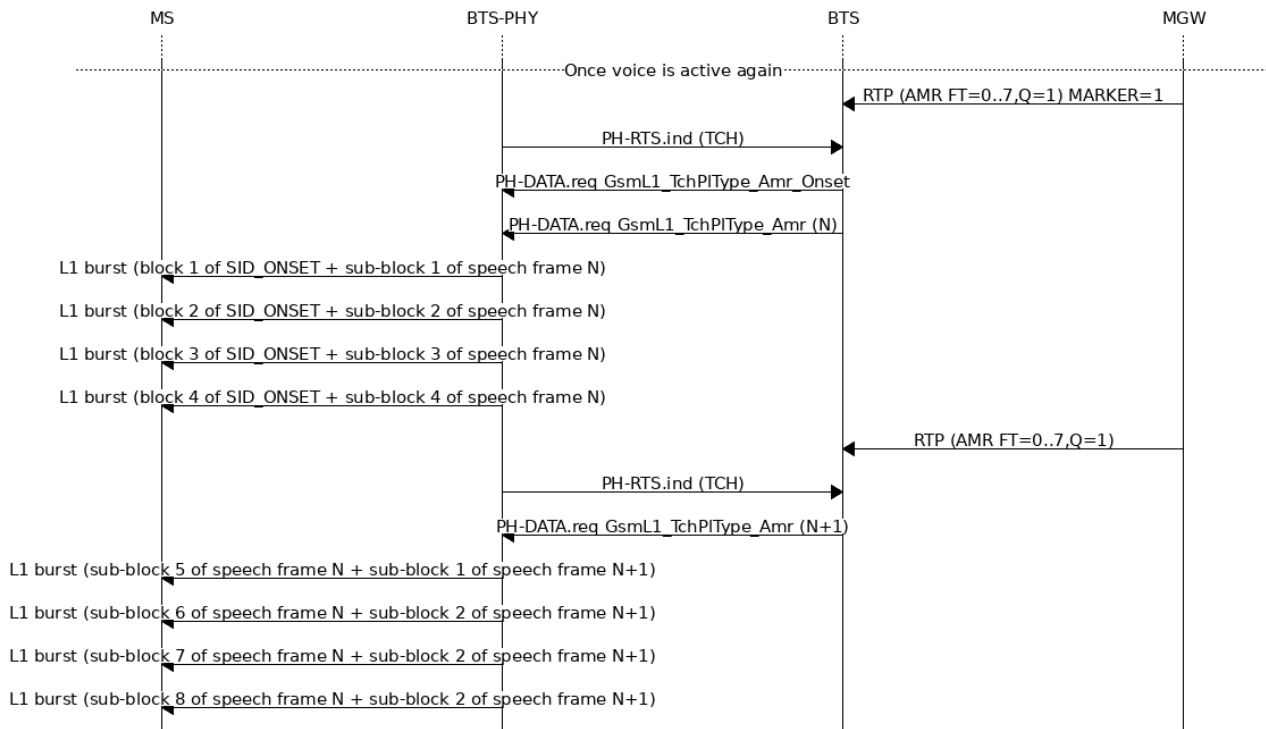 MS
BTS-PHY
BTS
MGW
Once voice is active again
RTP (AMR FT=0..7,Q=1) MARKER=1
PH-RTS.ind (TCH)
PH-DATA.req GsmL1_TchPlType_Amr_Onset
PH-DATA.req GsmL1_TchPlType_Amr (N)
L1 burst (block 1 of SID_ONSET + sub-block 1 of speech frame N)
L1 burst (block 2 of SID_ONSET + sub-block 2 of speech frame N)
L1 burst (block 3 of SID_ONSET + sub-block 3 of speech frame N)
L1 burst (block 4 of SID_ONSET + sub-block 4 of speech frame N)
RTP (AMR FT=0..7,Q=1)
PH-RTS.ind (TCH)
PH-DATA.req GsmL1_TchPlType_Amr (N+1)
L1 burst (sub-block 5 of speech frame N + sub-block 1 of speech frame N+1)
L1 burst (sub-block 6 of speech frame N + sub-block 2 of speech frame N+1)
L1 burst (sub-block 7 of speech frame N + sub-block 2 of speech frame N+1)
L1 burst (sub-block 8 of speech frame N + sub-block 2 of speech frame N+1)